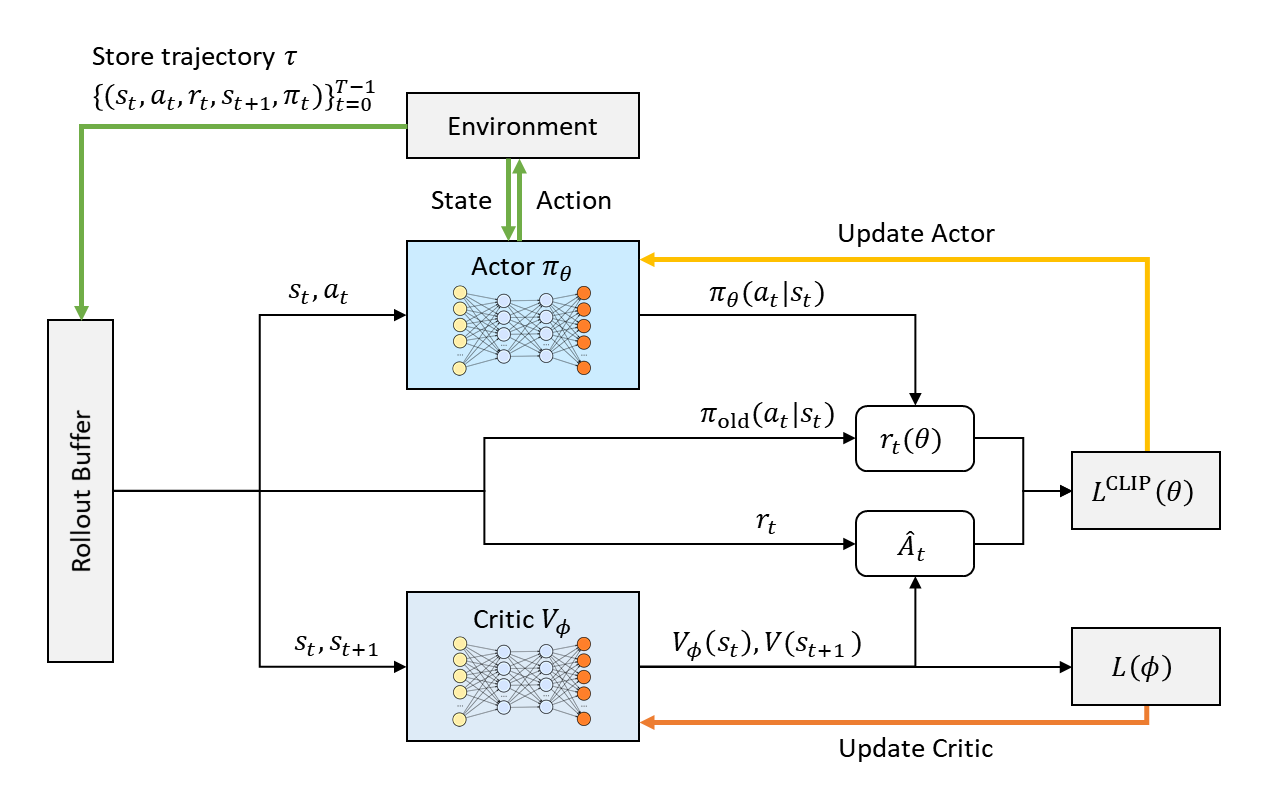 Store trajectory τ
{(s_t, a_t, r_t, s_{t+1}, π_t)}_{t=0}^{T−1}
Environment
State
Action
Update Actor
Actor π_θ
s_t, a_t
π_θ(a_t|s_t)
...
...
Rollout Buffer
π_old(a_t|s_t)
r_t(θ)
L^CLIP(θ)
r_t
Â_t
Critic V_ϕ
s_t, s_{t+1}
V_ϕ(s_t), V(s_{t+1})
L(ϕ)
...
...
Update Critic